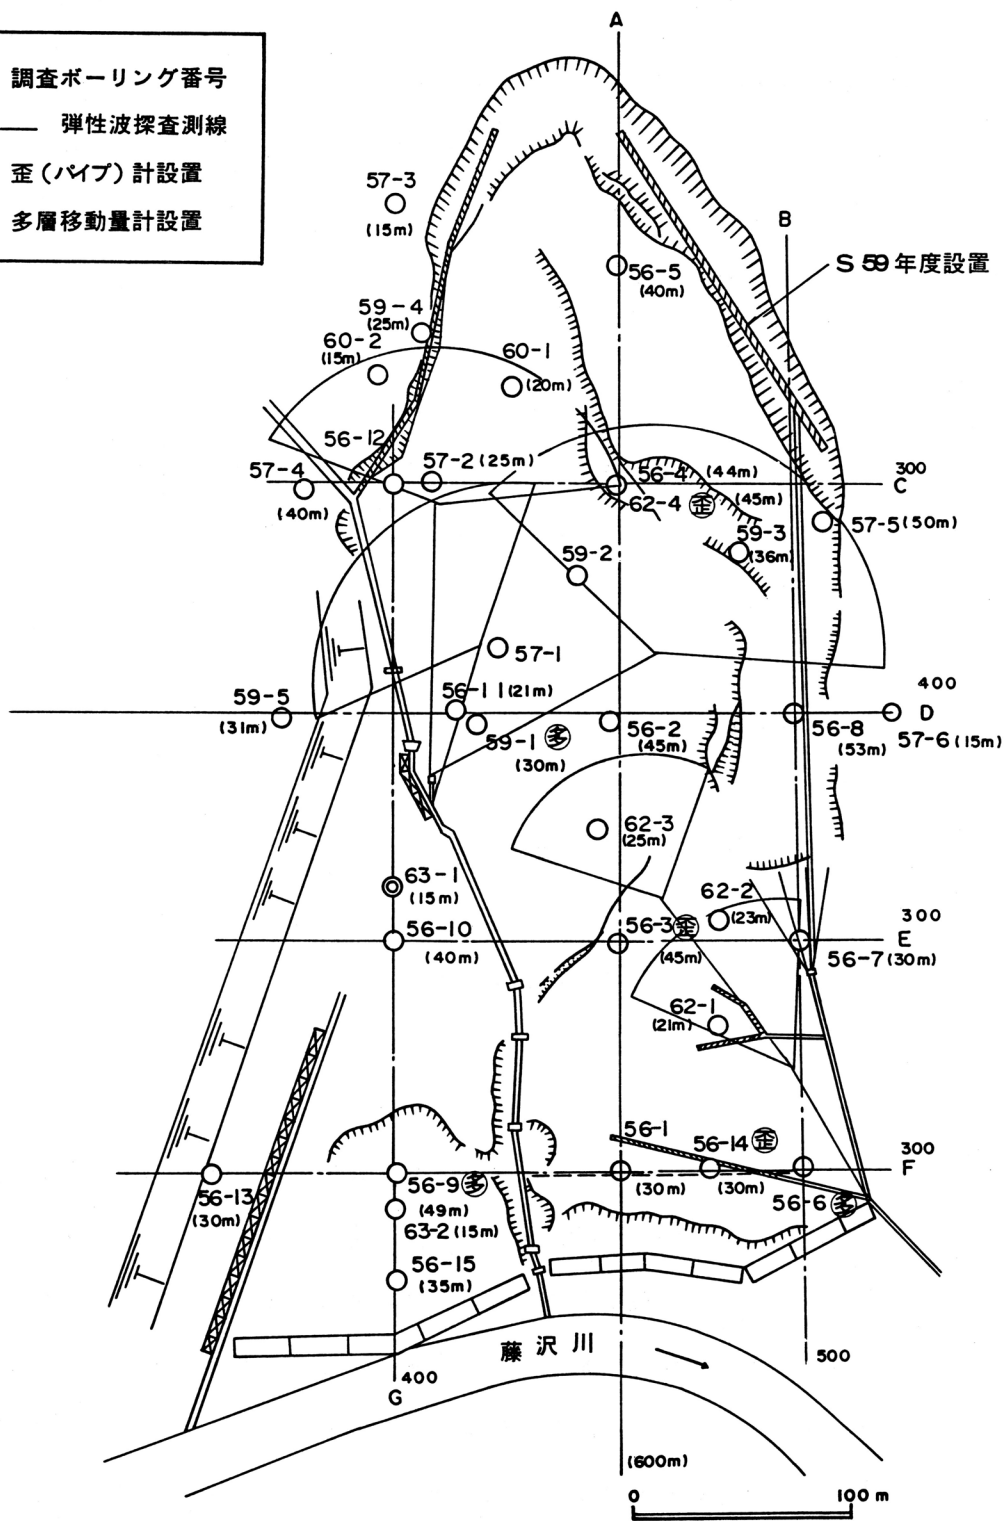 調査ボーリング番号
弾性波探査測線
歪(パイプ)計設置
多層移動量計設置
A
57-3
(15m)
B
S 59年度設置
56-5
(40m)
59-4
(25m)
60-2
(15m)
60-1
(20m)
56-12
57-2 (25m)
57-4
(40m)
56-4 (44m)
300
C
62-4 歪 (45m)
57-5 (50m)
59-3
(36m)
59-2
57-1
59-5
(31m)
56-11 (21m)
59-1 多
(30m)
56-2
(45m)
400
D
56-8
(53m)
57-6 (15m)
62-3
(25m)
63-1
(15m)
62-2
(23m)
300
E
56-10
(40m)
56-3 歪
(45m)
56-7 (30m)
62-1
(21m)
56-1
(30m)
56-14 歪
(30m)
300
F
56-13
(30m)
56-9 多
(49m)
56-6 多
63-2 (15m)
56-15
(35m)
藤沢川
500
400
G
(600m)
0 100 m